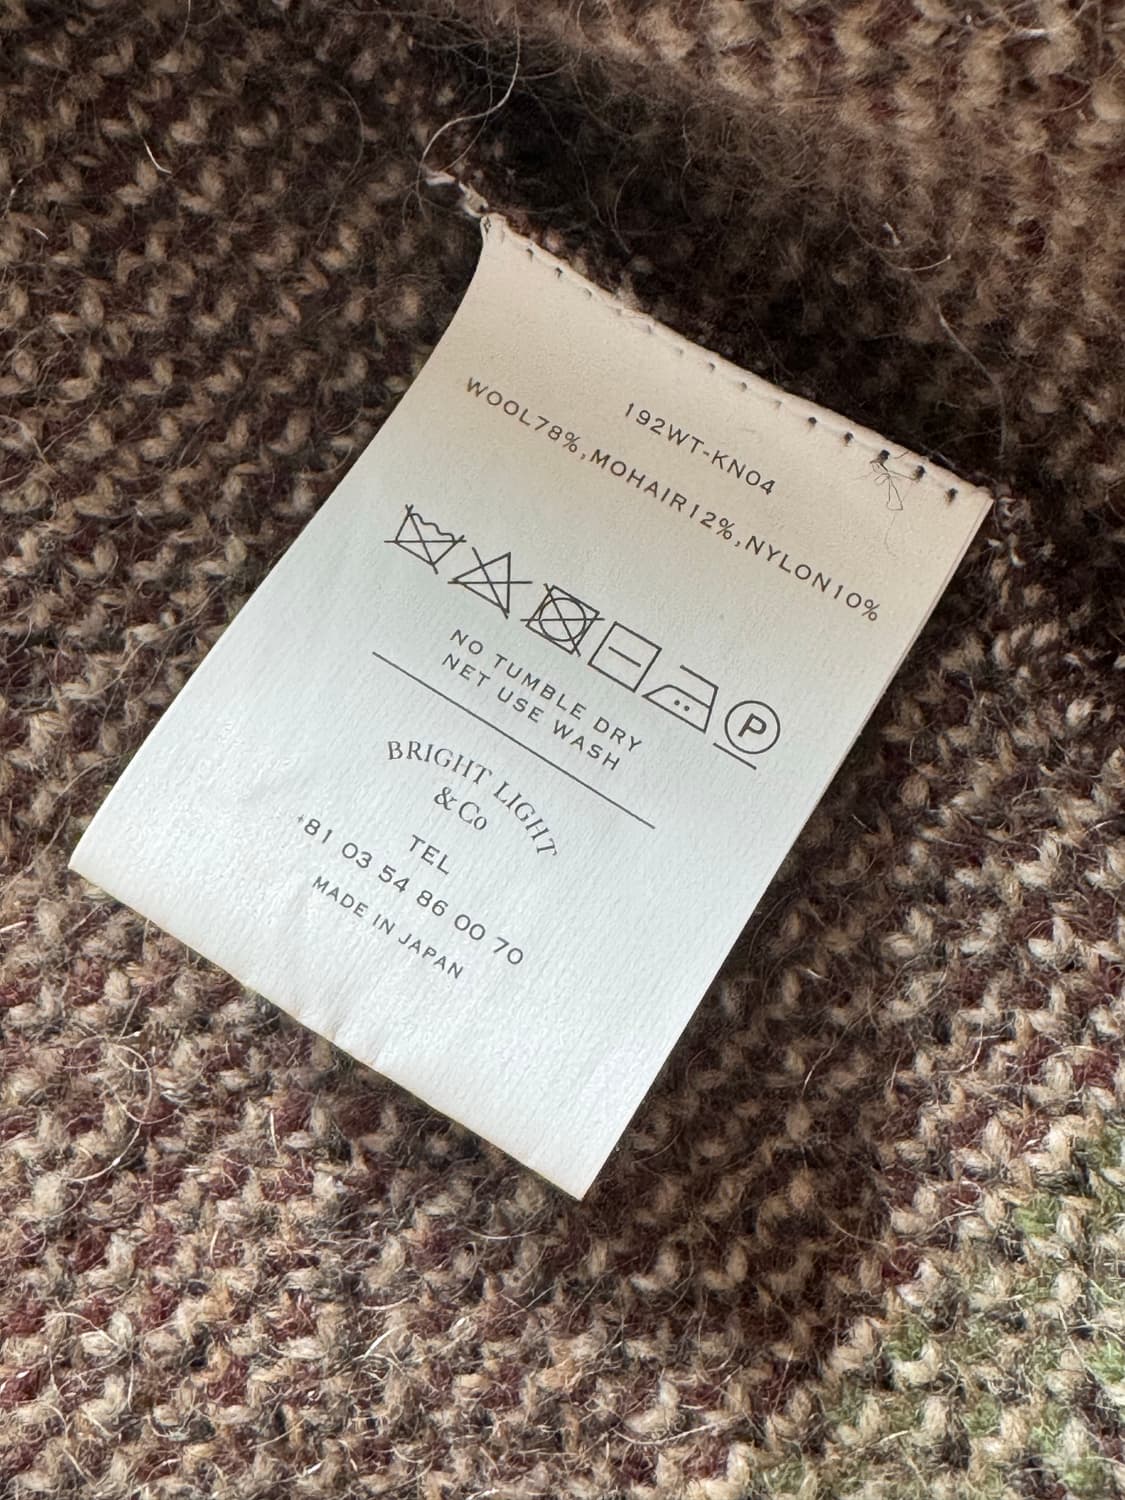 192WT-KN04
WOOL78%,MOHAIR12%,NYLON10%
P
NO TUMBLE DRY
NET USE WASH
BRIGHT LIGHT
&Co
TEL
+81 03 54 86 00 70
MADE IN JAPAN